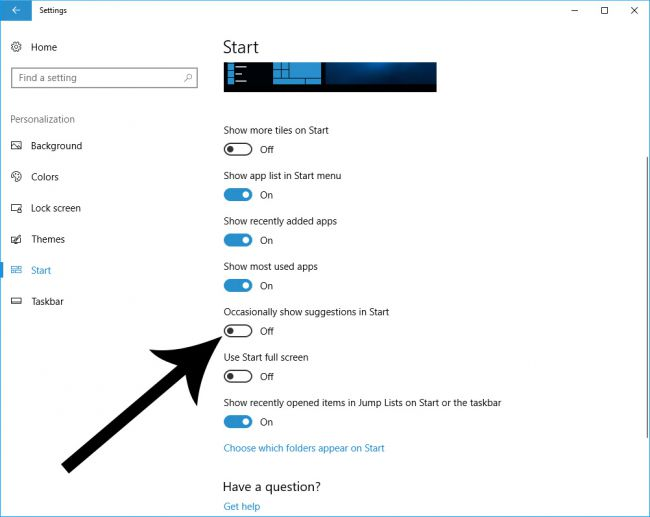 Settings
Home
Find a setting
Personalization
Background
Colors
Lock screen
Themes
Start
Taskbar
Start
Show more tiles on Start
Off
Show app list in Start menu
On
Show recently added apps
On
Show most used apps
On
Occasionally show suggestions in Start
Off
Use Start full screen
Off
Show recently opened items in Jump Lists on Start or the taskbar
On
Choose which folders appear on Start
Have a question?
Get help